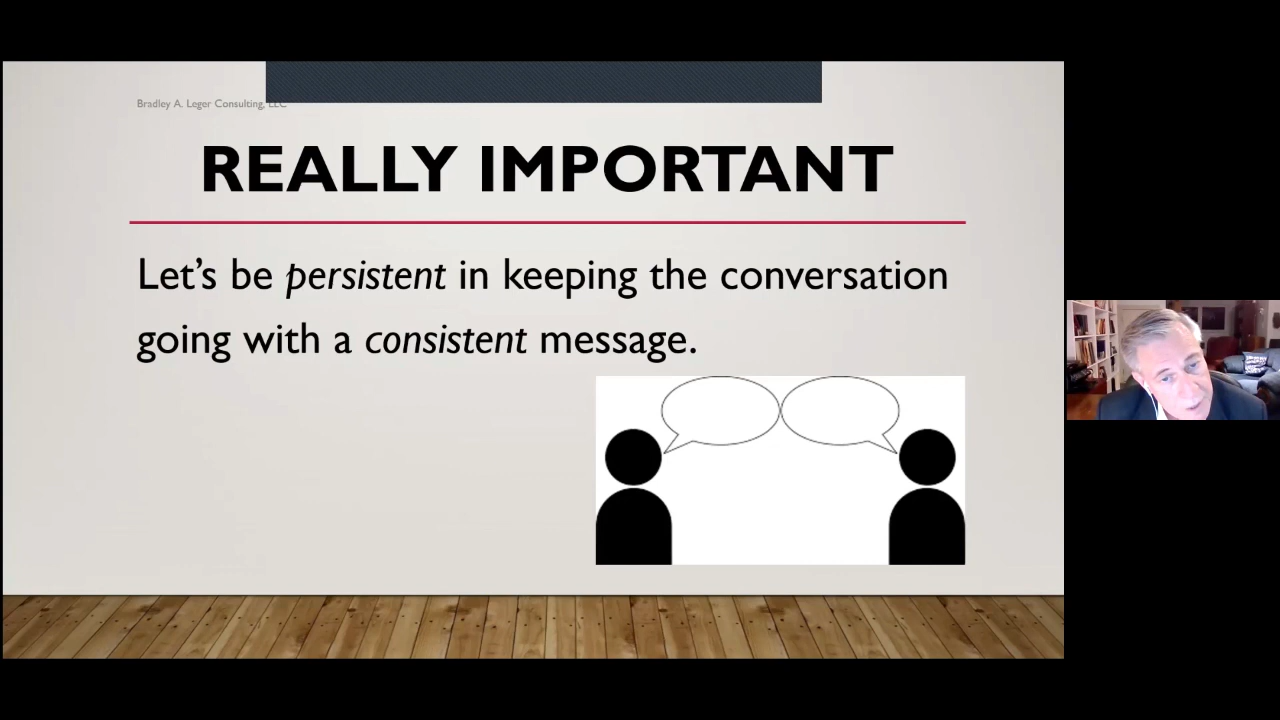 Bradley A. Leger Consulting, LLC
REALLY IMPORTANT
Let's be persistent in keeping the conversation
going with a consistent message.